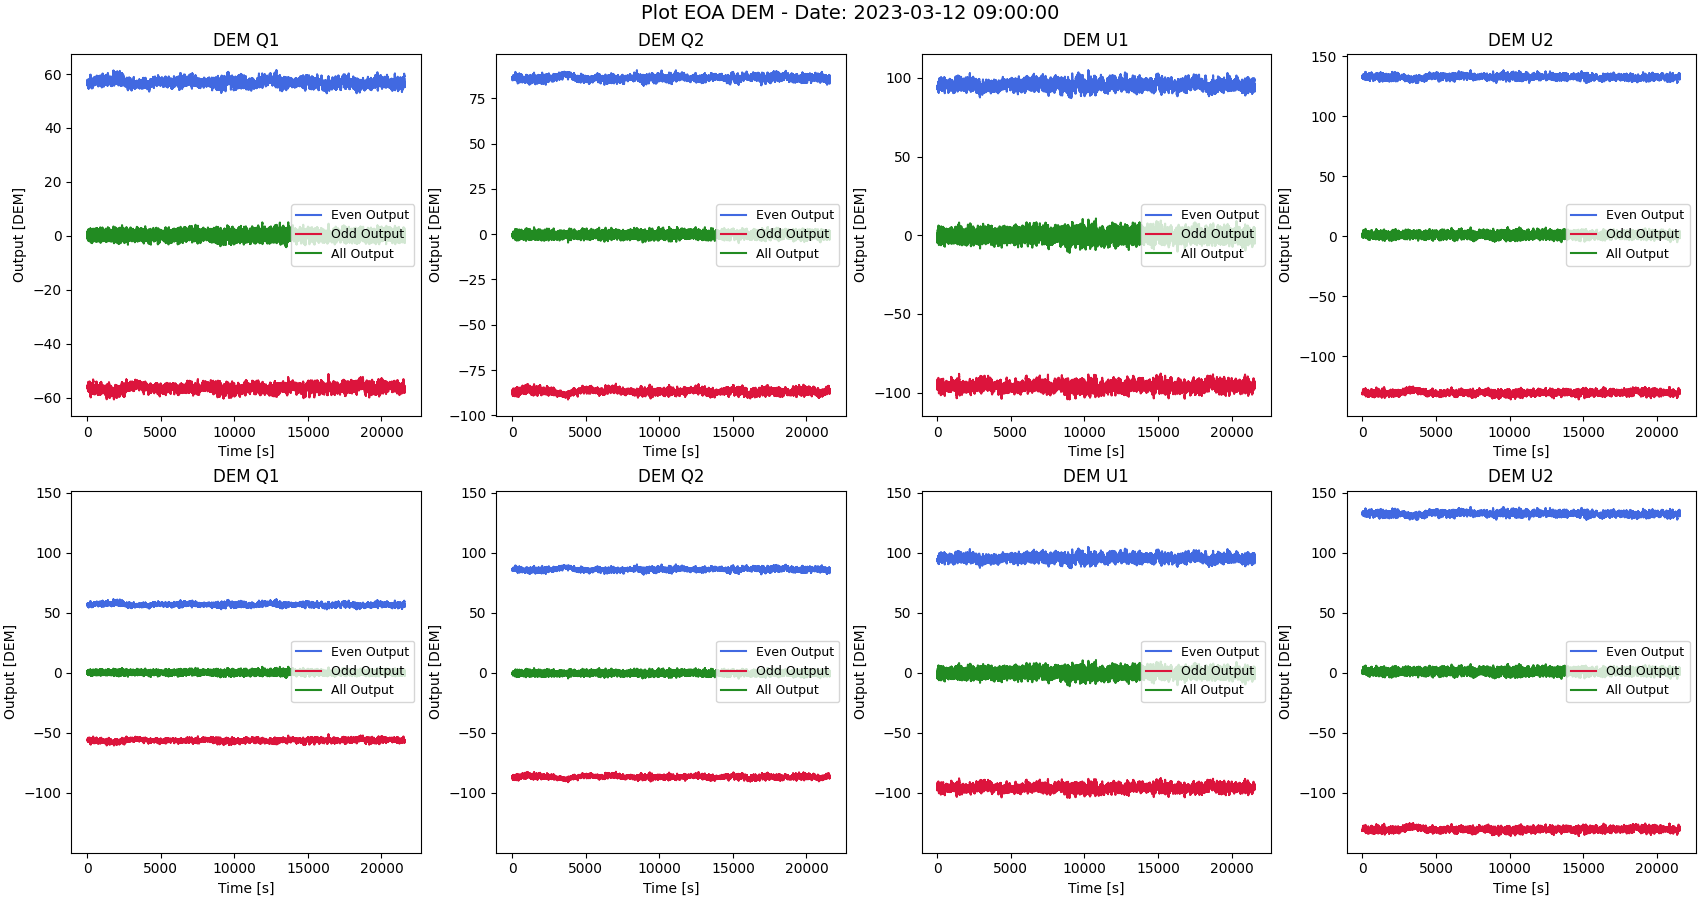 Plot EOA DEM - Date: 2023-03-12 09:00:00
DEM Q1
60
40
20
0
−20
−40
−60
Output [DEM]
Even Output
Odd Output
All Output
0 5000 10000 15000 20000
Time [s]
DEM Q2
75
50
25
0
−25
−50
−75
−100
Output [DEM]
Even Output
Odd Output
All Output
0 5000 10000 15000 20000
Time [s]
DEM U1
100
50
0
−50
−100
Output [DEM]
Even Output
Odd Output
All Output
0 5000 10000 15000 20000
Time [s]
DEM U2
150
100
50
0
−50
−100
Output [DEM]
Even Output
Odd Output
All Output
0 5000 10000 15000 20000
Time [s]
DEM Q1
150
100
50
0
−50
−100
Output [DEM]
Even Output
Odd Output
All Output
0 5000 10000 15000 20000
Time [s]
DEM Q2
150
100
50
0
−50
−100
Output [DEM]
Even Output
Odd Output
All Output
0 5000 10000 15000 20000
Time [s]
DEM U1
150
100
50
0
−50
−100
Output [DEM]
Even Output
Odd Output
All Output
0 5000 10000 15000 20000
Time [s]
DEM U2
150
100
50
0
−50
−100
Output [DEM]
Even Output
Odd Output
All Output
0 5000 10000 15000 20000
Time [s]